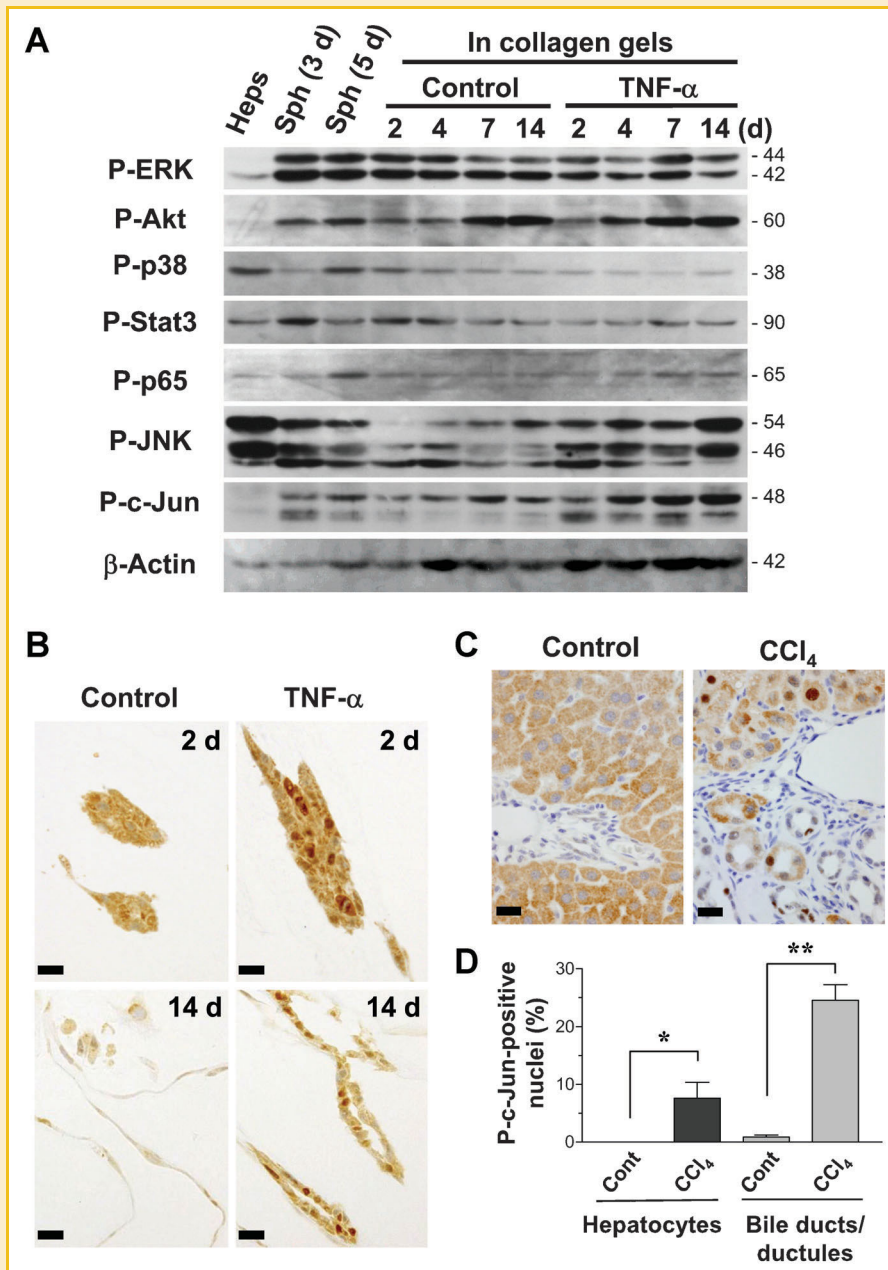 A
In collagen gels
Heps Sph (3 d) Sph (5 d) Control TNF-α
2 4 7 14 2 4 7 14 (d)
P-ERK - 44
- 42
P-Akt - 60
P-p38 - 38
P-Stat3 - 90
P-p65 - 65
P-JNK - 54
- 46
P-c-Jun - 48
β-Actin - 42
B
Control TNF-α
2 d 2 d
14 d 14 d
C
Control CCl₄
D
P-c-Jun-positive
nuclei (%)
30
20
10
0
* **
Cont CCl₄ Cont CCl₄
Hepatocytes Bile ducts/
ductules